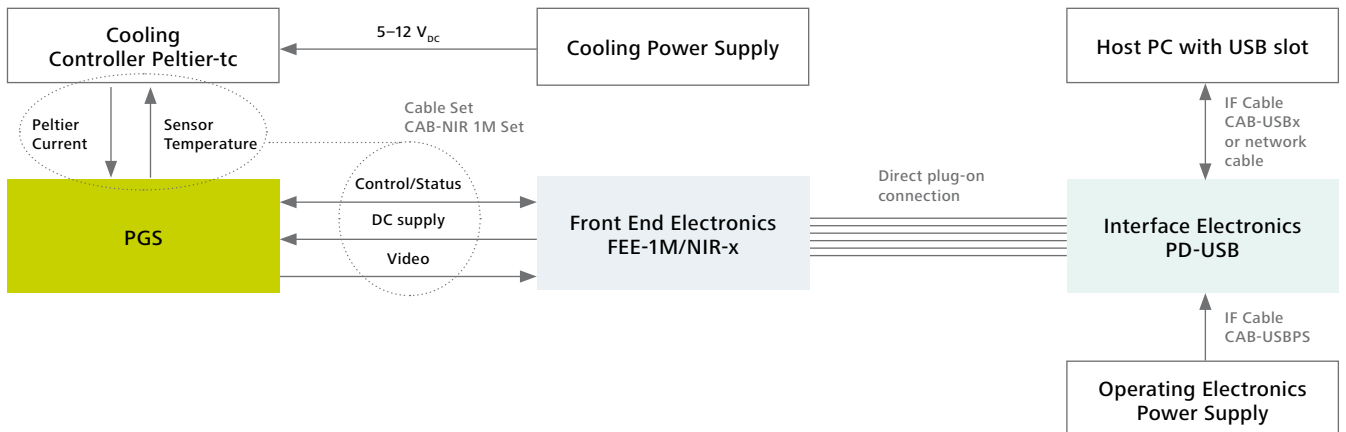 Cooling
Controller Peltier-tc
5–12 VDC
Cooling Power Supply
Host PC with USB slot
Peltier
Current
Sensor
Temperature
Cable Set
CAB-NIR 1M Set
IF Cable
CAB-USBx
or network
cable
PGS
Control/Status
DC supply
Video
Front End Electronics
FEE-1M/NIR-x
Direct plug-on
connection
Interface Electronics
PD-USB
IF Cable
CAB-USBPS
Operating Electronics
Power Supply